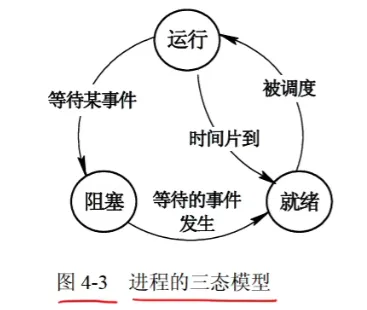 运行
等待某事件
被调度
时间片到
阻塞
等待的事件
发生
就绪
图 4-3 进程的三态模型